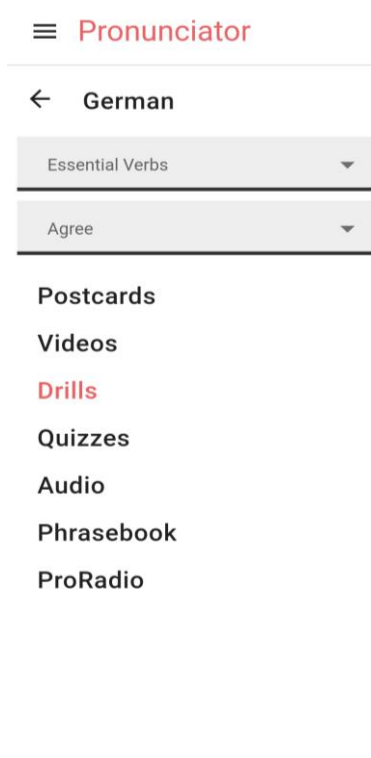 Pronunciator
German
Essential Verbs
Agree
Postcards
Videos
Drills
Quizzes
Audio
Phrasebook
ProRadio